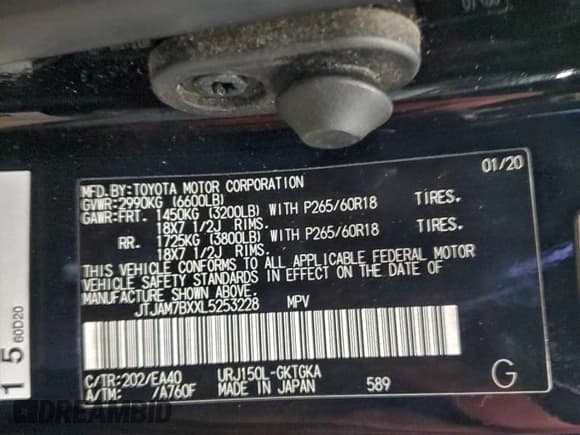 01/20
MFD.BY:TOYOTA MOTOR CORPORATION
GVWR:2990KG (6600LB)
GAWR:FRT. 1450KG (3200LB) WITH P265/60R18 TIRES.
18X7 1/2J RIMS.
RR. 1725KG (3800LB) WITH P265/60R18 TIRES.
18X7 1/2J RIMS.
THIS VEHICLE CONFORMS TO ALL APPLICABLE FEDERAL MOTOR
VEHICLE SAFETY STANDARDS IN EFFECT ON THE DATE OF
MANUFACTURE SHOWN ABOVE.
JTJAM7BXXL5253228 MPV
C/TR:202/EA40 URJ150L-GKTGKA
A/TM: /A760F MADE IN JAPAN 589 G
1 5 60D20
DREAMBID